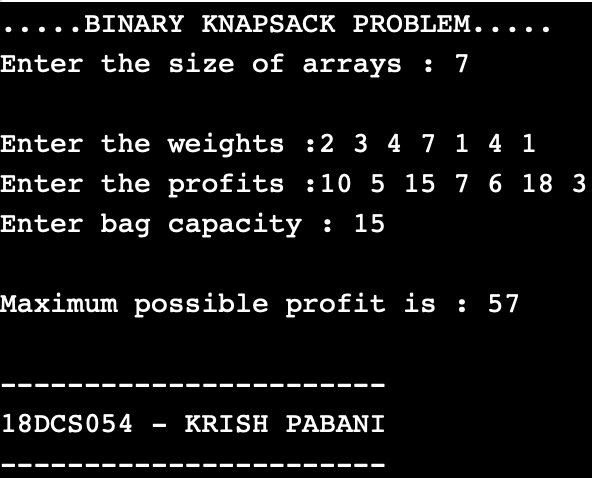 .....BINARY KNAPSACK PROBLEM.....
Enter the size of arrays : 7
Enter the weights :2 3 4 7 1 4 1
Enter the profits :10 5 15 7 6 18 3
Enter bag capacity : 15
Maximum possible profit is : 57
-----------------------
18DCS054 - KRISH PABANI
-----------------------